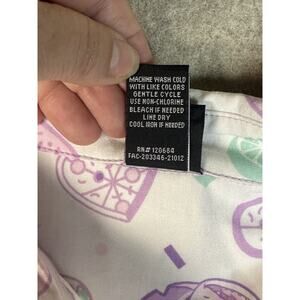 MACHINE WASH COLD
WITH LIKE COLORS
GENTLE CYCLE
USE NON-CHLORINE
BLEACH IF NEEDED
LINE DRY
COOL IRON IF NEEDED
RN# 120684
FAC-203346-21012